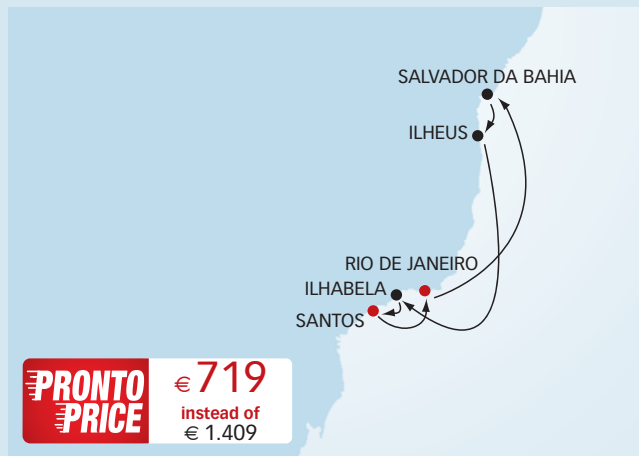 SALVADOR DA BAHIA
ILHEUS
RIO DE JANEIRO
ILHABELA
SANTOS
PRONTO
PRICE
€ 719
instead of
€ 1.409